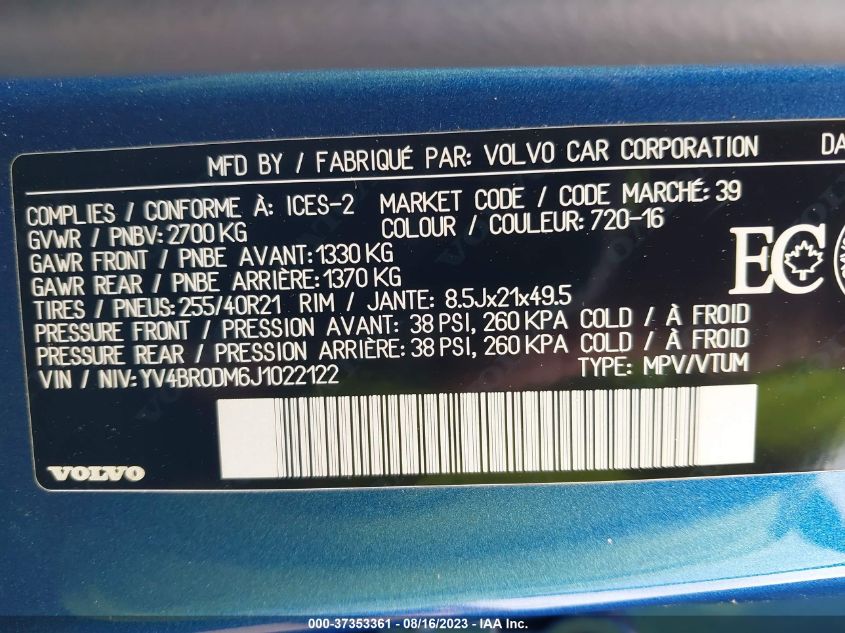 MFD BY / FABRIQUÉ PAR: VOLVO CAR CORPORATION DA
COMPLIES / CONFORME À: ICES-2 MARKET CODE / CODE MARCHÉ: 39
GVWR / PNBV: 2700 KG COLOUR / COULEUR: 720-16
GAWR FRONT / PNBE AVANT: 1330 KG
GAWR REAR / PNBE ARRIÈRE: 1370 KG
TIRES / PNEUS: 255/40R21 RIM / JANTE: 8.5Jx21x49.5
PRESSURE FRONT / PRESSION AVANT: 38 PSI, 260 KPA COLD / À FROID
PRESSURE REAR / PRESSION ARRIÈRE: 38 PSI, 260 KPA COLD / À FROID
VIN / NIV: YV4BR0DM6J1022122 TYPE: MPV/VTUM
EC
VOLVO
000-37353361 - 08/16/2023 - IAA Inc.